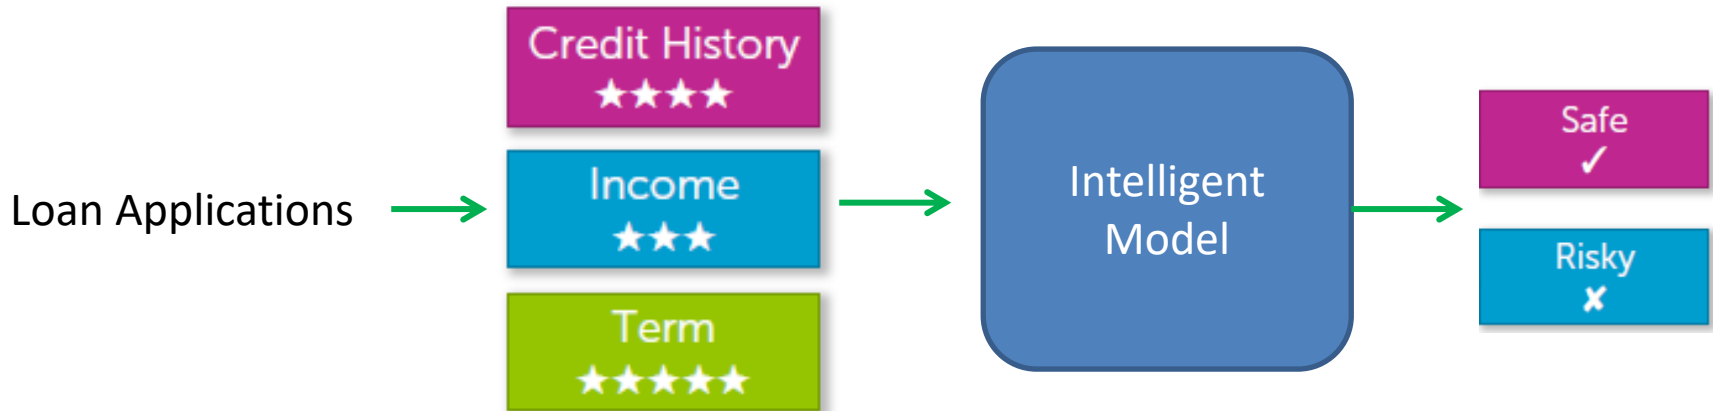 Loan Applications
Credit History
★★★★
Income
★★★
Term
★★★★★
Intelligent
Model
Safe
✓
Risky
✘